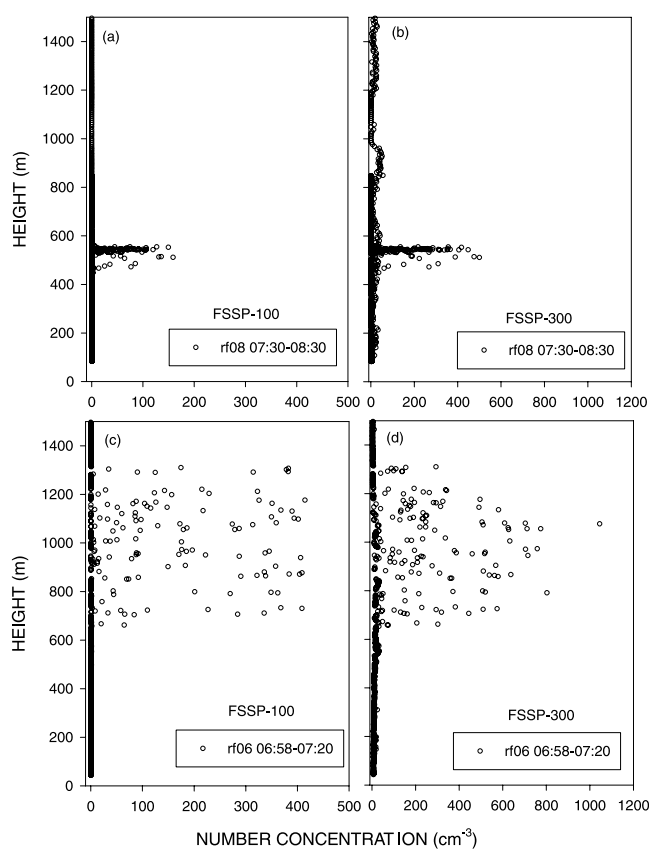 (a)
(b)
1400
1200
1000
800
600
400
200
0
HEIGHT (m)
FSSP-100
rf08 07:30-08:30
FSSP-300
rf08 07:30-08:30
0 100 200 300 400 500
0 200 400 600 800 1000 1200
(c)
(d)
1400
1200
1000
800
600
400
200
0
HEIGHT (m)
FSSP-100
rf06 06:58-07:20
FSSP-300
rf06 06:58-07:20
0 100 200 300 400 500
0 200 400 600 800 1000 1200
NUMBER CONCENTRATION (cm⁻³)